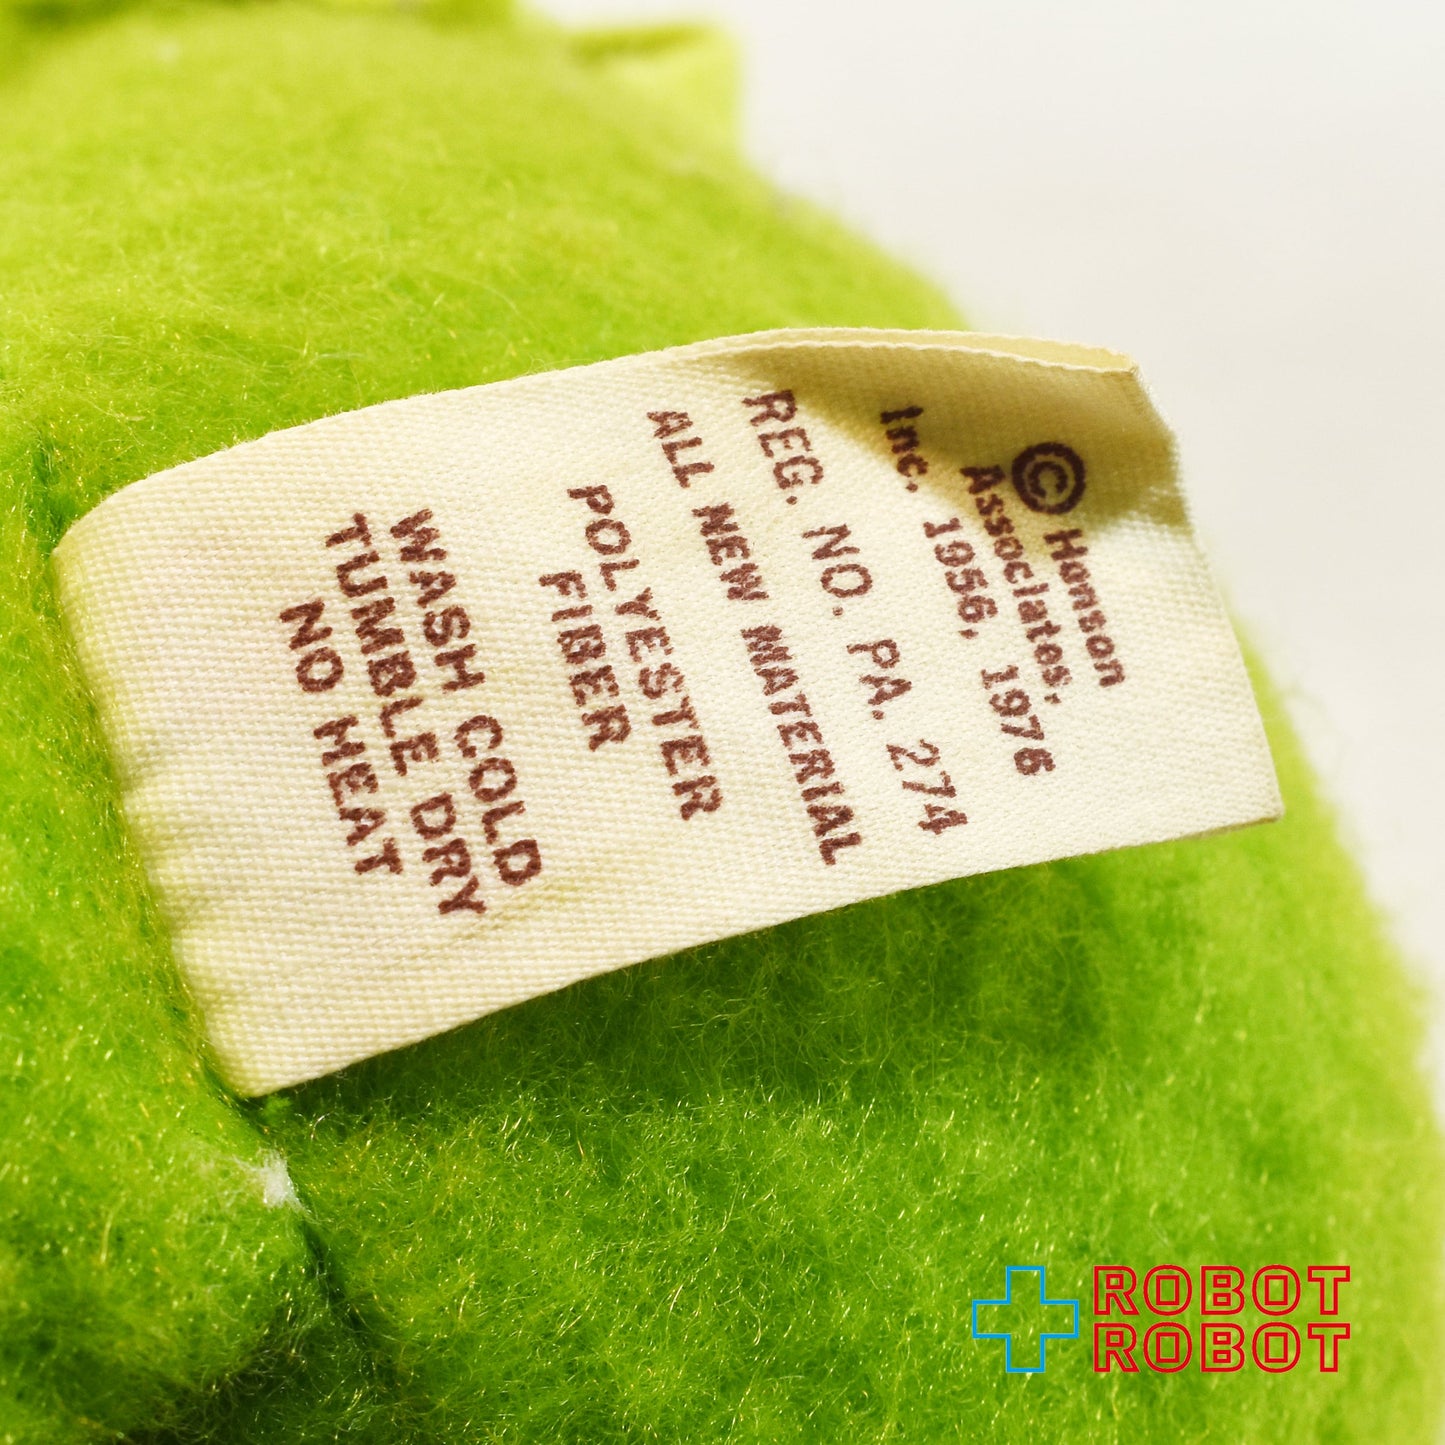 © Henson
Associates,
Inc. 1956, 1976
REG. NO. PA. 274
ALL NEW MATERIAL
POLYESTER
FIBER
WASH COLD
TUMBLE DRY
NO HEAT
ROBOT
ROBOT